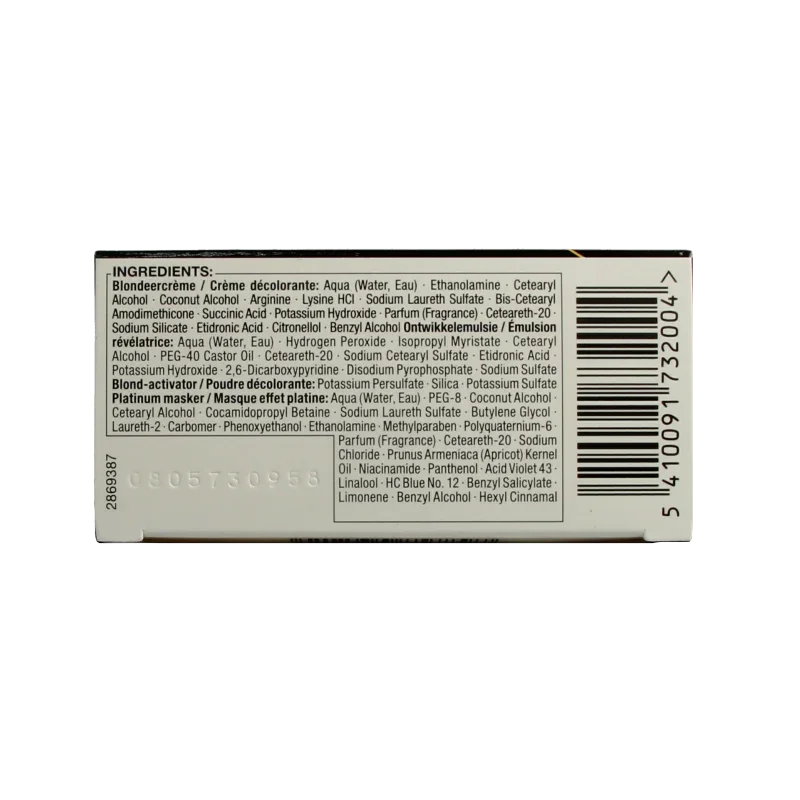 INGREDIENTS:
Blondeercrème / Crème décolorante: Aqua (Water, Eau) · Ethanolamine · Cetearyl
Alcohol · Coconut Alcohol · Arginine · Lysine HCl · Sodium Laureth Sulfate · Bis-Cetearyl
Amodimethicone · Succinic Acid · Potassium Hydroxide · Parfum (Fragrance) · Ceteareth-20 ·
Sodium Silicate · Etidronic Acid · Citronellol · Benzyl Alcohol Ontwikkelemulsie / Émulsion
révélatrice: Aqua (Water, Eau) · Hydrogen Peroxide · Isopropyl Myristate · Cetearyl
Alcohol · PEG-40 Castor Oil · Ceteareth-20 · Sodium Cetearyl Sulfate · Etidronic Acid ·
Potassium Hydroxide · 2,6-Dicarboxypyridine · Disodium Pyrophosphate · Sodium Sulfate
Blond-activator / Poudre décolorante: Potassium Persulfate · Silica · Potassium Sulfate
Platinum masker / Masque effet platine: Aqua (Water, Eau) · PEG-8 · Coconut Alcohol ·
Cetearyl Alcohol · Cocamidopropyl Betaine · Sodium Laureth Sulfate · Butylene Glycol ·
Laureth-2 · Carbomer · Phenoxyethanol · Ethanolamine · Methylparaben · Polyquaternium-6 ·
Parfum (Fragrance) · Ceteareth-20 · Sodium
Chloride · Prunus Armeniaca (Apricot) Kernel
Oil · Niacinamide · Panthenol · Acid Violet 43 ·
Linalool · HC Blue No. 12 · Benzyl Salicylate ·
Limonene · Benzyl Alcohol · Hexyl Cinnamal
2869387
0805730958
5 410091 732004 >